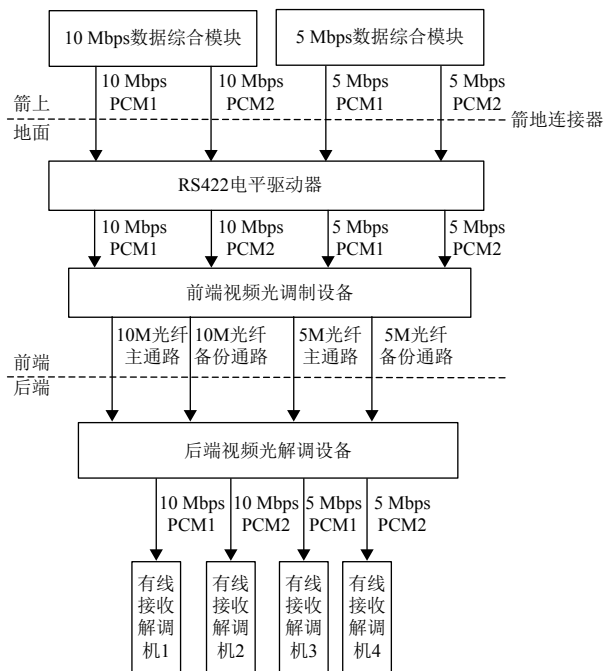 10 Mbps数据综合模块
5 Mbps数据综合模块
10 Mbps
PCM1
10 Mbps
PCM2
5 Mbps
PCM1
5 Mbps
PCM2
箭上
地面
箭地连接器
RS422电平驱动器
10 Mbps
PCM1
10 Mbps
PCM2
5 Mbps
PCM1
5 Mbps
PCM2
前端视频光调制设备
10M光纤
主通路
10M光纤
备份通路
5M光纤
主通路
5M光纤
备份通路
前端
后端
后端视频光解调设备
10 Mbps
PCM1
10 Mbps
PCM2
5 Mbps
PCM1
5 Mbps
PCM2
有线
接收
解调
机1
有线
接收
解调
机2
有线
接收
解调
机3
有线
接收
解调
机4